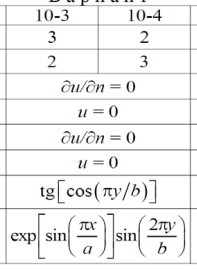 10-3 10-4
3 2
2 3
∂u/∂n = 0
u = 0
∂u/∂n = 0
u = 0
tg[cos(πy/b)]
exp[sin(πx/a)]sin(2πy/b)